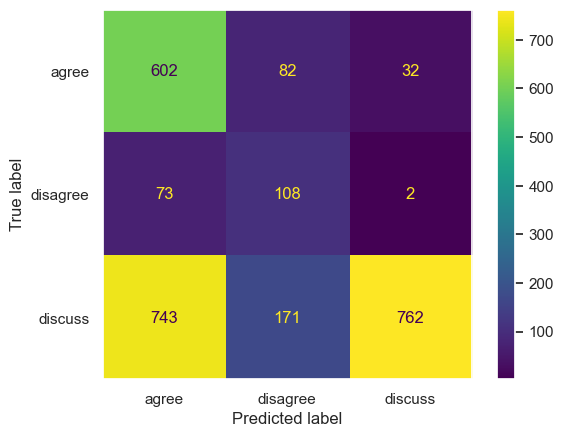 True label
agree
602
82
32
disagree
73
108
2
discuss
743
171
762
agree
disagree
discuss
Predicted label
700
600
500
400
300
200
100